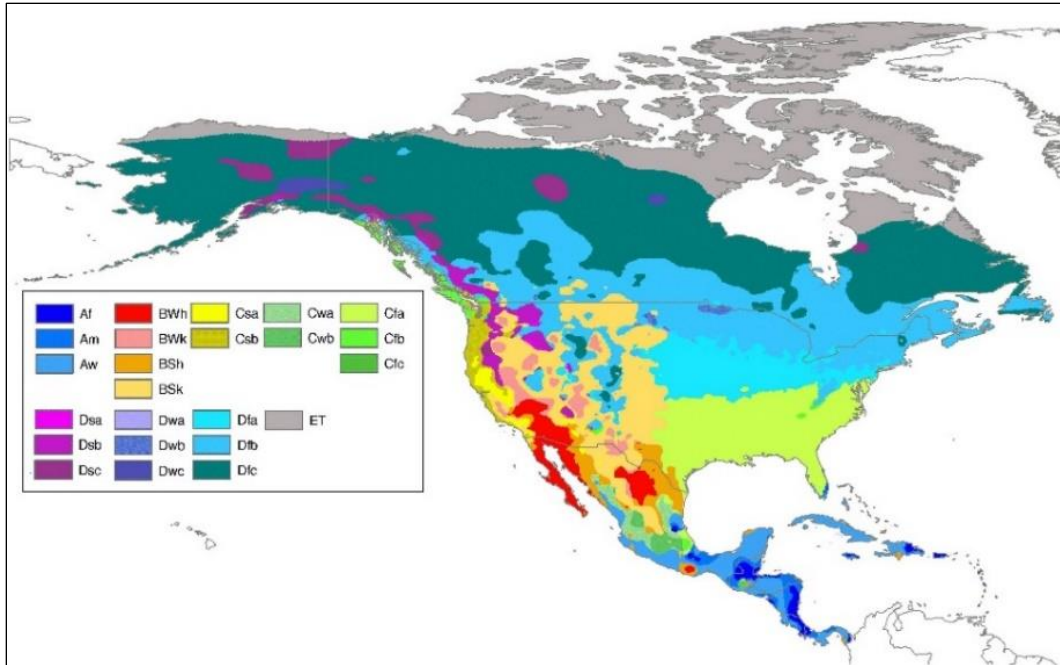 Af BWh Csa Cwa Cfa
Am BWk Csb Cwb Cfb
Aw BSh Cfc
BSk
Dsa Dwa Dfa ET
Dsb Dwb Dfb
Dsc Dwc Dfc